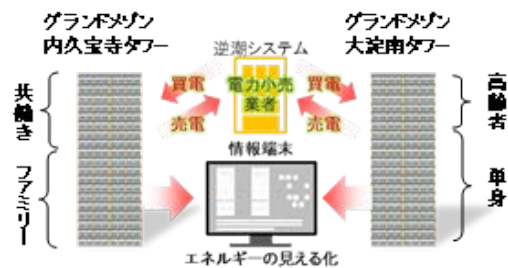 グランドメゾン
内久宝寺タワー
グランドメゾン
大淀南タワー
逆潮システム
買電
電力小売
業者
買電
売電
売電
共働き
ファミリー
高齢者
単身
情報端末
エネルギーの見える化